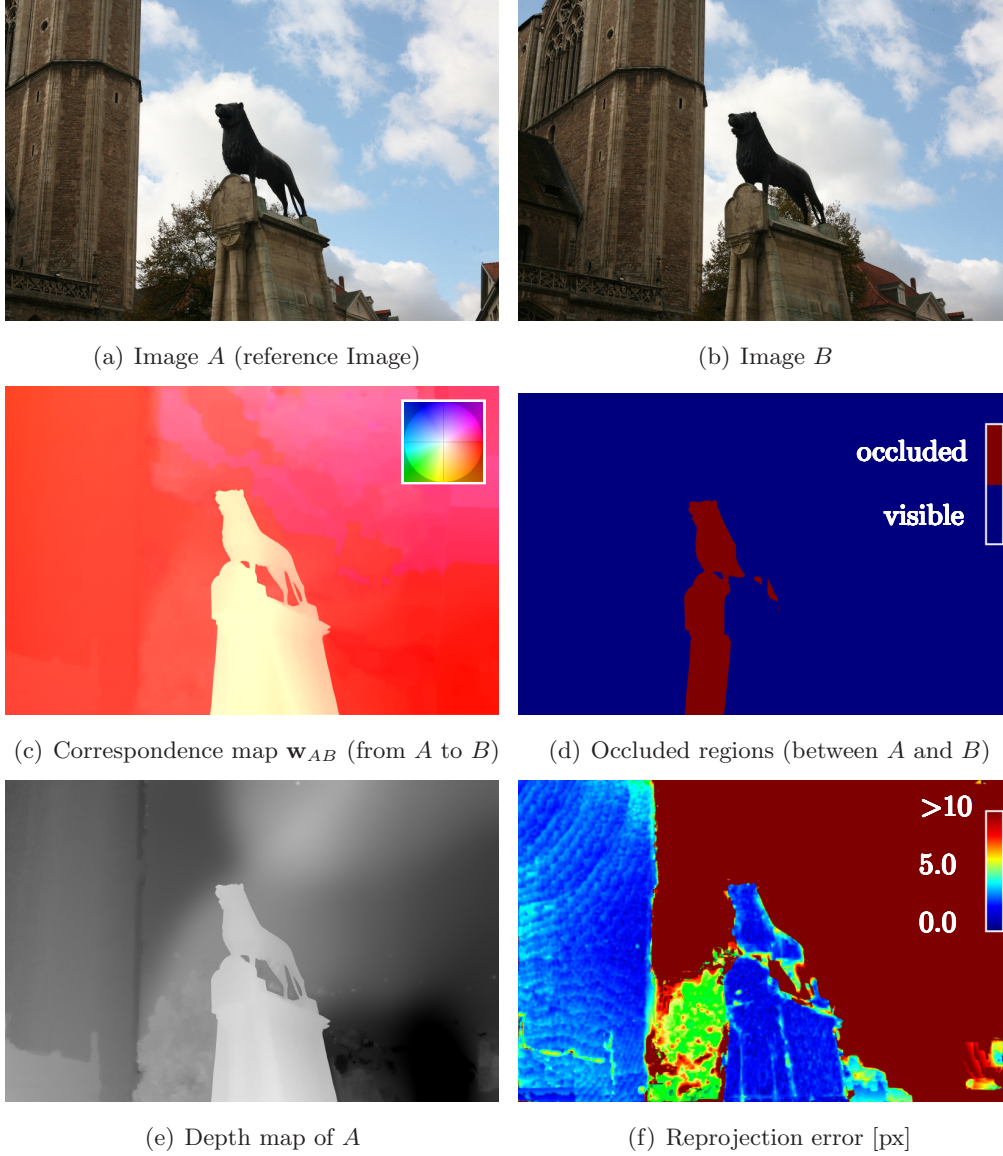 (a) Image A (reference Image)
(b) Image B
occluded
visible
(c) Correspondence map w_AB (from A to B)
(d) Occluded regions (between A and B)
>10
5.0
0.0
(e) Depth map of A
(f) Reprojection error [px]